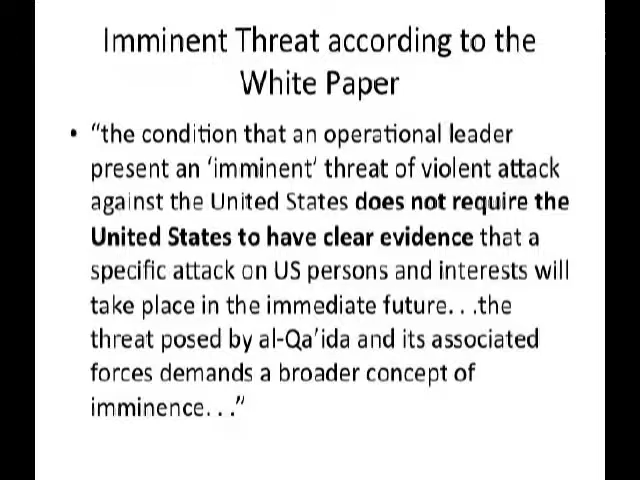 Imminent Threat according to the
White Paper
• “the condition that an operational leader
present an ‘imminent’ threat of violent attack
against the United States does not require the
United States to have clear evidence that a
specific attack on US persons and interests will
take place in the immediate future. . .the
threat posed by al-Qa’ida and its associated
forces demands a broader concept of
imminence. . .”